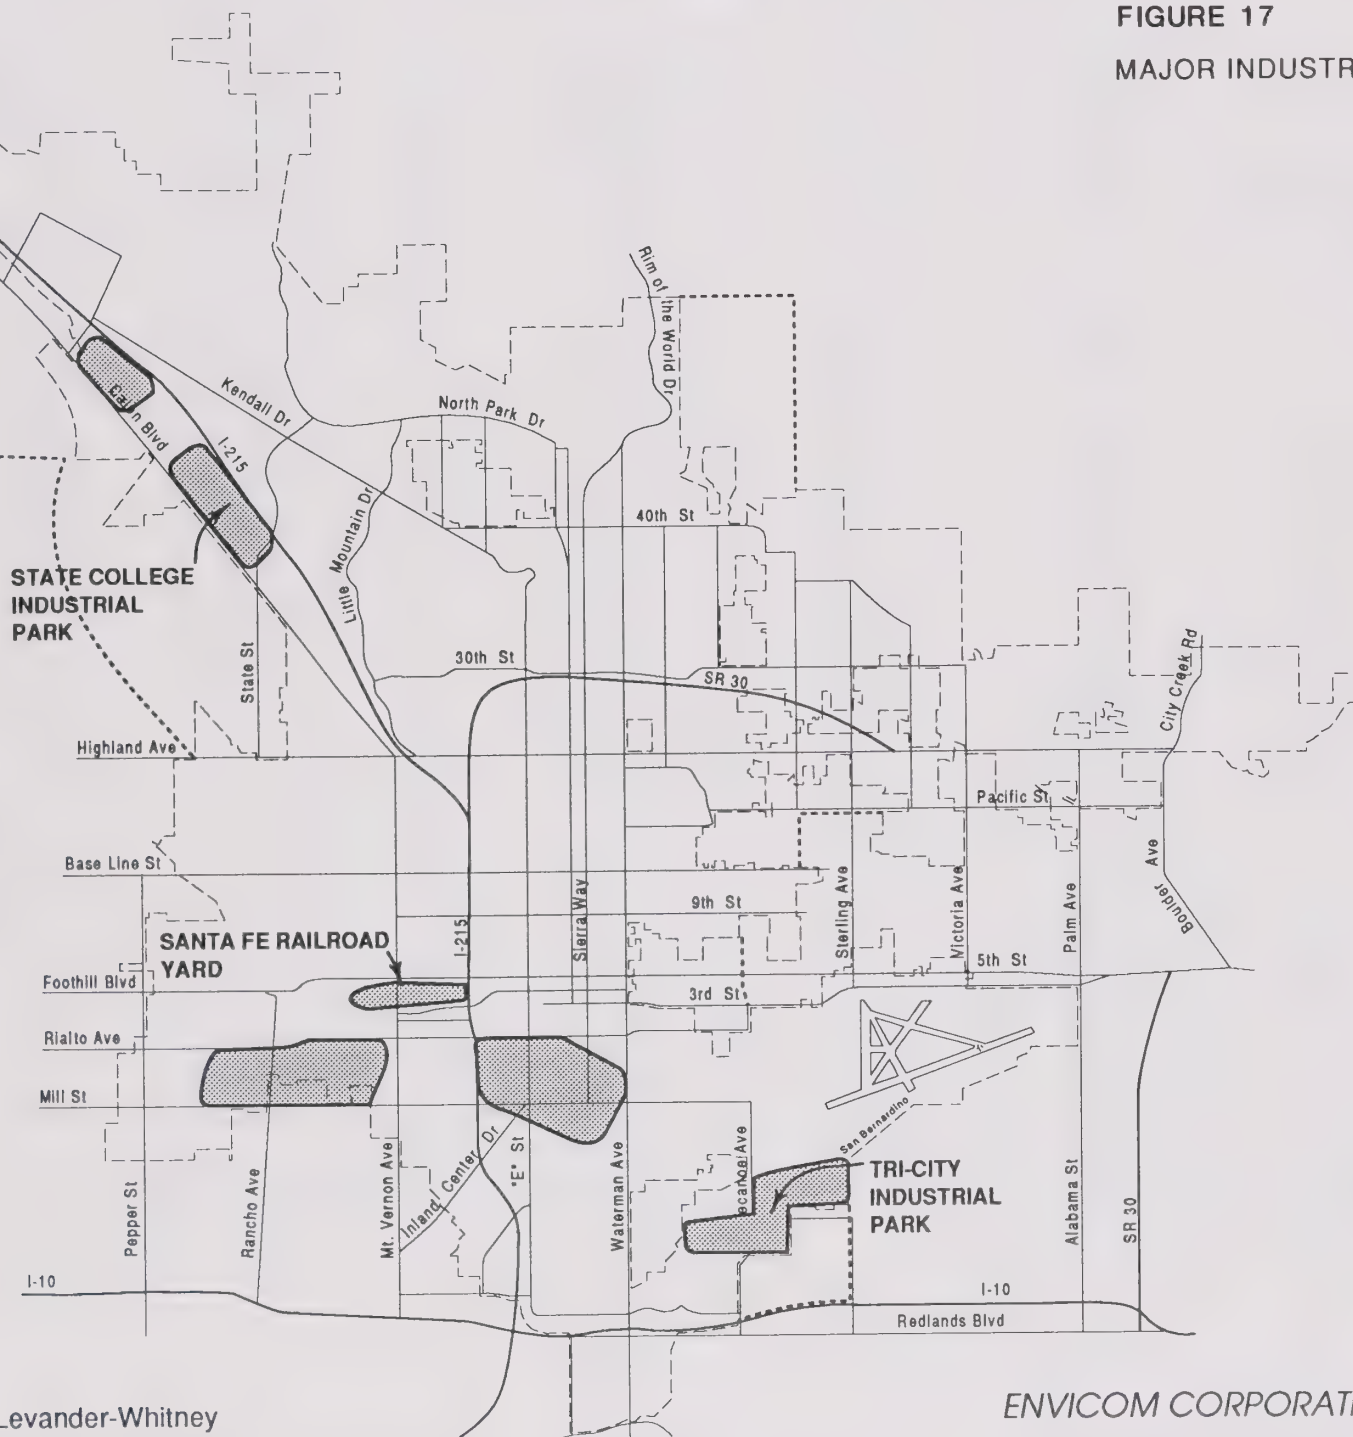 FIGURE 17
MAJOR INDUSTR
Rim of the World Dr
Kendall Dr
North Park Dr
Blvd
I-215
Little Mountain Dr
40th St
STATE COLLEGE
INDUSTRIAL
PARK
State St
30th St
SR 30
City Creek Rd
Highland Ave
Pacific St
Base Line St
Sierra Way
9th St
Sterling Ave
Victoria Ave
Palm Ave
Boulder Ave
SANTA FE RAILROAD
YARD
I-215
5th St
Foothill Blvd
3rd St
Rialto Ave
Mill St
San Bernardino
Pepper St
Rancho Ave
Mt. Vernon Ave
Inland Center Dr
"E" St
Waterman Ave
ecanoe Ave
TRI-CITY
INDUSTRIAL
PARK
Alabama St
SR 30
I-10
I-10
Redlands Blvd
Levander-Whitney
ENVICOM CORPORATI